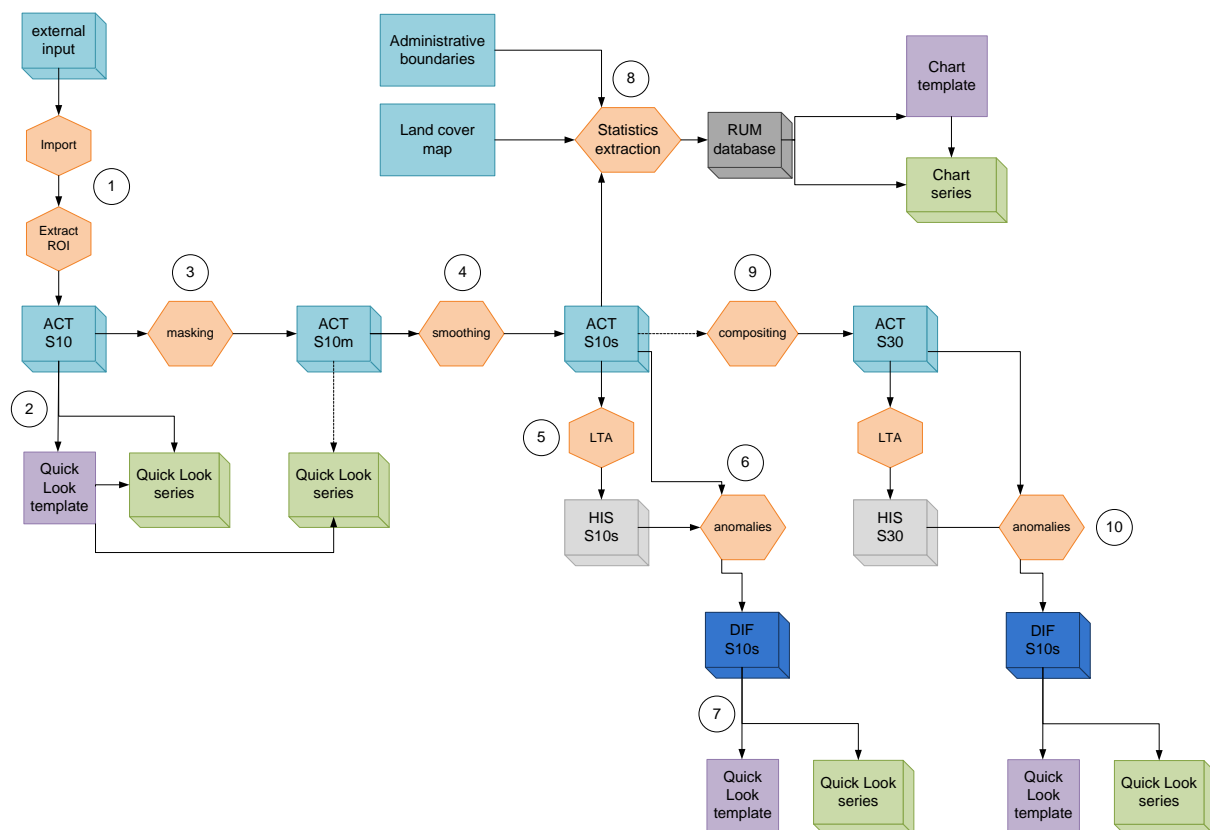 external
input
Administrative
boundaries
8
Chart
template
Import
Land cover
map
Statistics
extraction
RUM
database
1
Chart
series
Extract
ROI
3
4
9
ACT
S10
masking
ACT
S10m
smoothing
ACT
S10s
compositing
ACT
S30
2
5
LTA
6
LTA
Quick
Look
template
Quick Look
series
Quick Look
series
HIS
S10s
anomalies
HIS
S30
anomalies
10
DIF
S10s
DIF
S10s
7
Quick
Look
template
Quick Look
series
Quick
Look
template
Quick Look
series